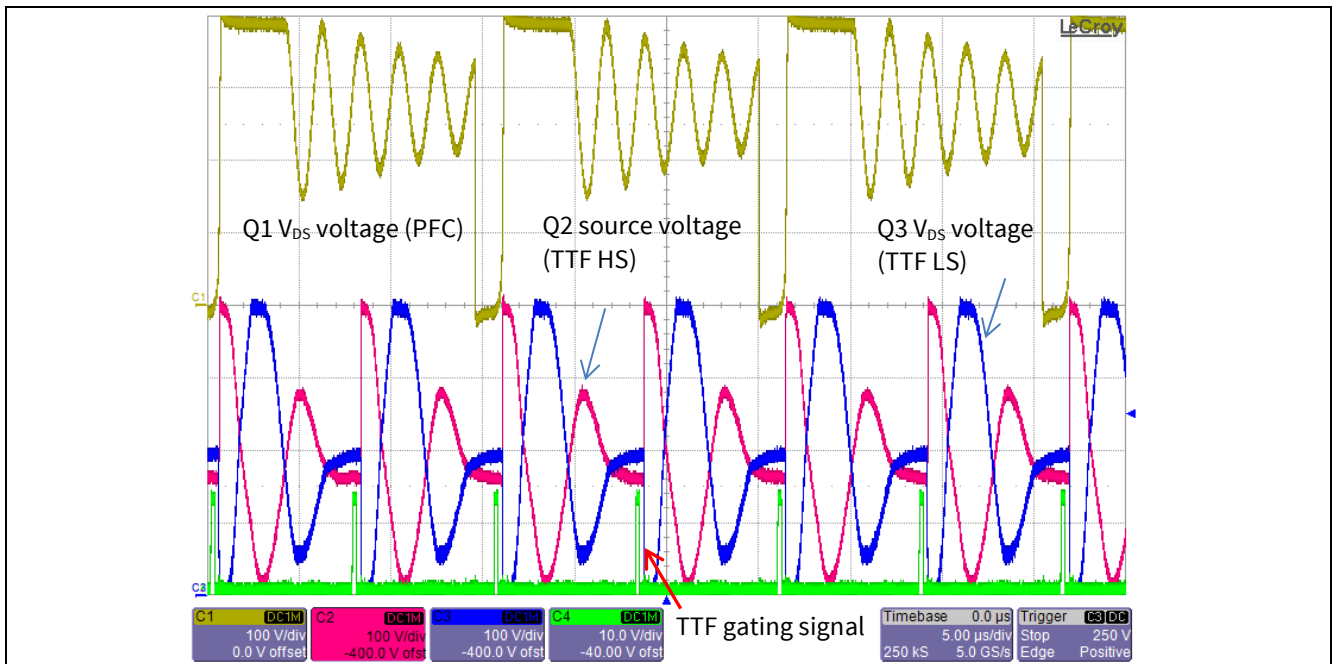 LeCroy
Q1 VDS voltage (PFC)
Q2 source voltage
(TTF HS)
Q3 VDS voltage
(TTF LS)
C1
C3
TTF gating signal
C1 DC1M
100 V/div
0.0 V offset
C2 DC1M
100 V/div
-400.0 V ofst
C3 DC1M
100 V/div
-400.0 V ofst
C4 DC1M
10.0 V/div
-40.00 V ofst
Timebase 0.0 µs
5.00 µs/div
250 kS 5.0 GS/s
Trigger C3 DC
Stop 250 V
Edge Positive